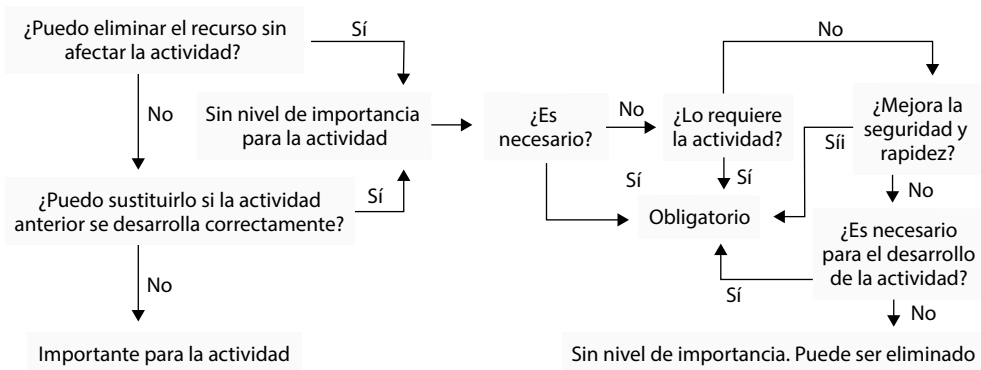 ¿Puedo eliminar el recurso sin
afectar la actividad?
Sí
No
No
Sin nivel de importancia
para la actividad
¿Es
necesario?
No
¿Lo requiere
la actividad?
¿Mejora la
seguridad y
rapidez?
Síi
Sí
Sí
No
¿Puedo sustituirlo si la actividad
anterior se desarrolla correctamente?
Sí
Obligatorio
¿Es necesario
para el desarrollo
de la actividad?
Sí
No
No
Importante para la actividad
Sin nivel de importancia. Puede ser eliminado